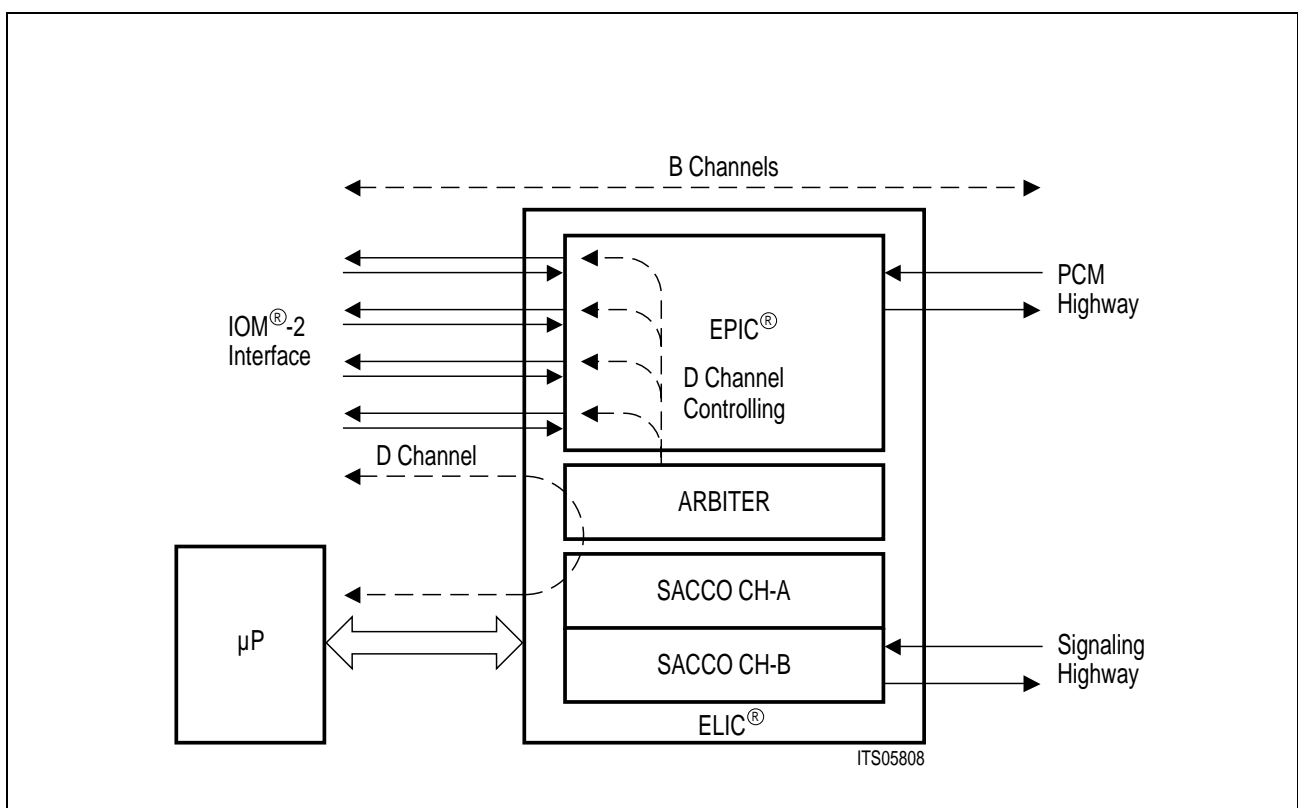 B Channels
IOM®-2
Interface
EPIC®
D Channel
Controlling
PCM
Highway
D Channel
ARBITER
SACCO CH-A
µP
SACCO CH-B
Signaling
Highway
ELIC®
ITS05808